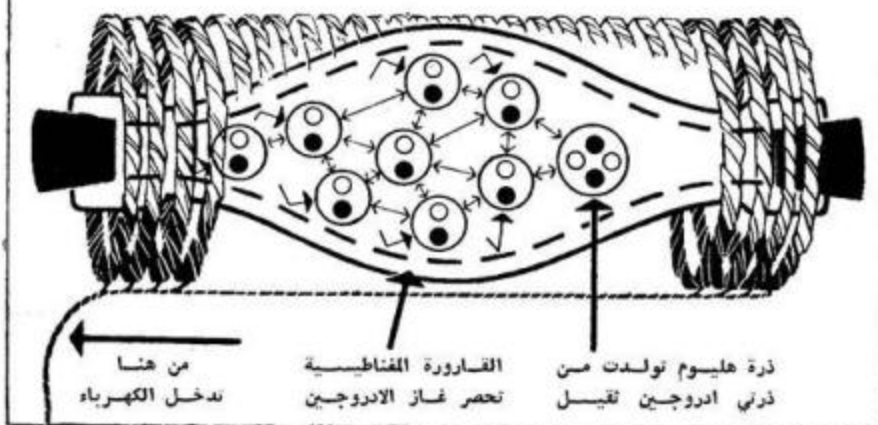 ذرة هليوم تولدت من
ذرتي ادروجين ثقيل
القارورة المغناطيسية
تحصر غاز الادروجين
من هنا
تدخل الكهرباء